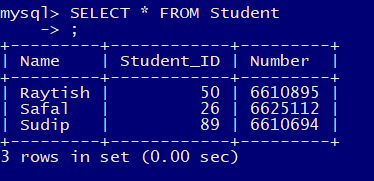 mysql> SELECT * FROM Student
    -> ;
+---------+------------+---------+
| Name    | Student_ID | Number  |
+---------+------------+---------+
| Raytish |         50 | 6610895 |
| Safal   |         26 | 6625112 |
| Sudip   |         89 | 6610694 |
+---------+------------+---------+
3 rows in set (0.00 sec)